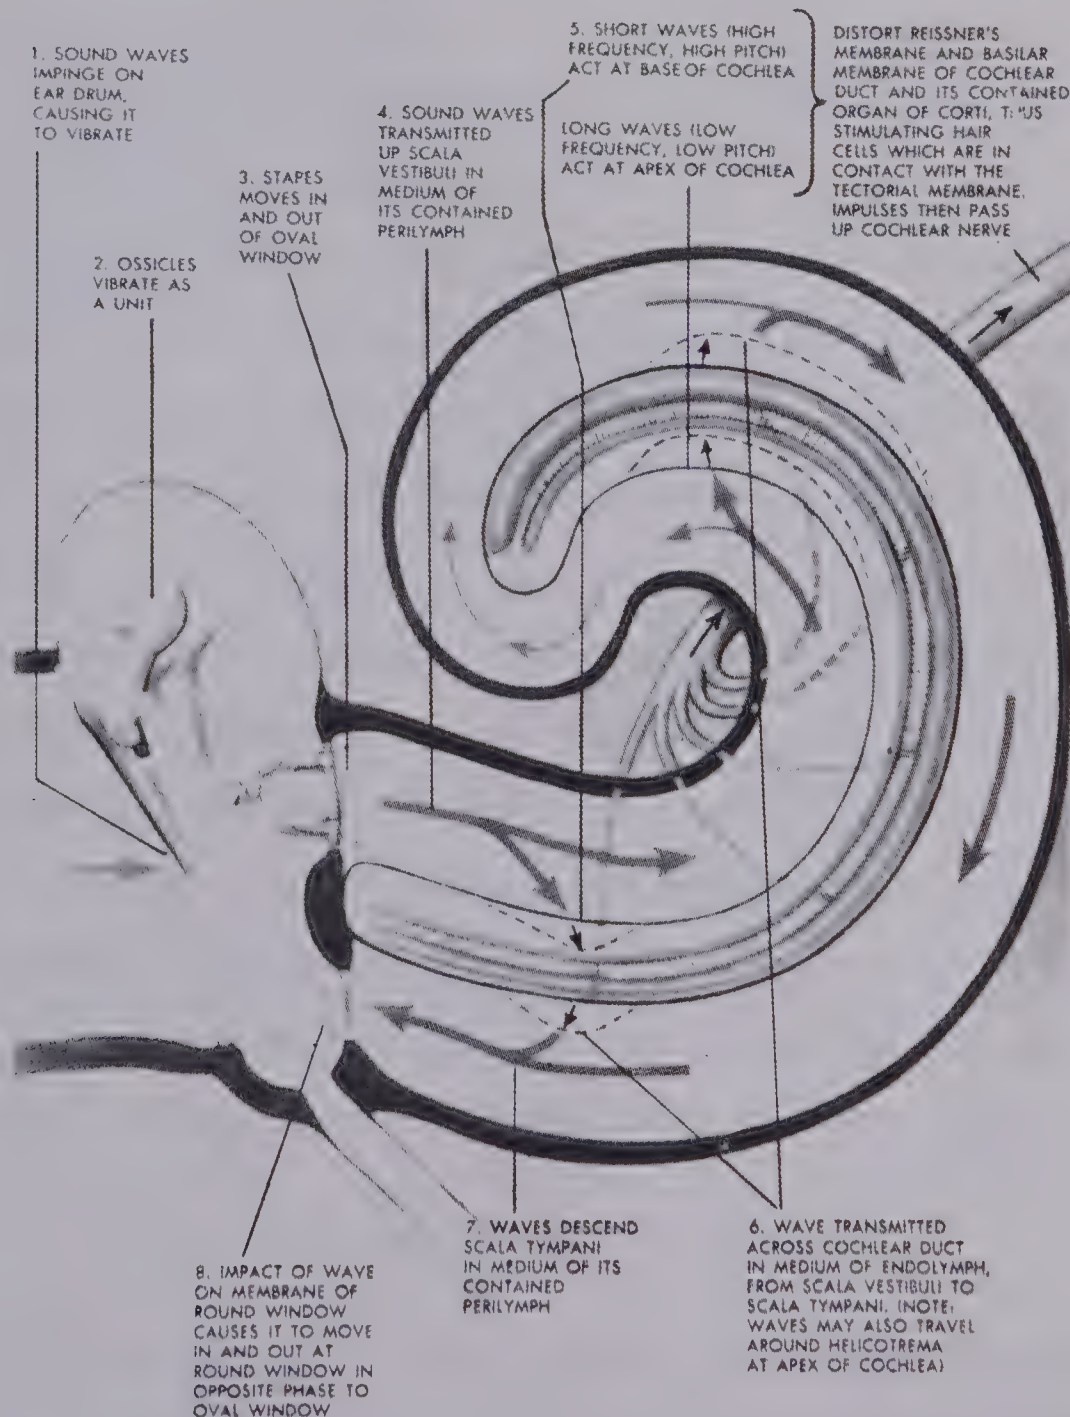 1. SOUND WAVES
IMPINGE ON
EAR DRUM,
CAUSING IT
TO VIBRATE
2. OSSICLES
VIBRATE AS
A UNIT
3. STAPES
MOVES IN
AND OUT
OF OVAL
WINDOW
4. SOUND WAVES
TRANSMITTED
UP SCALA
VESTIBULI IN
MEDIUM OF
ITS CONTAINED
PERILYMPH
5. SHORT WAVES (HIGH
FREQUENCY, HIGH PITCH)
ACT AT BASE OF COCHLEA
LONG WAVES (LOW
FREQUENCY, LOW PITCH)
ACT AT APEX OF COCHLEA
DISTORT REISSNER'S
MEMBRANE AND BASILAR
MEMBRANE OF COCHLEAR
DUCT AND ITS CONTAINED
ORGAN OF CORTI, T:'US
STIMULATING HAIR
CELLS WHICH ARE IN
CONTACT WITH THE
TECTORIAL MEMBRANE.
IMPULSES THEN PASS
UP COCHLEAR NERVE
6. WAVE TRANSMITTED
ACROSS COCHLEAR DUCT
IN MEDIUM OF ENDOLYMPH,
FROM SCALA VESTIBULI TO
SCALA TYMPANI. (NOTE:
WAVES MAY ALSO TRAVEL
AROUND HELICOTREMA
AT APEX OF COCHLEA)
7. WAVES DESCEND
SCALA TYMPANI
IN MEDIUM OF ITS
CONTAINED
PERILYMPH
8. IMPACT OF WAVE
ON MEMBRANE OF
ROUND WINDOW
CAUSES IT TO MOVE
IN AND OUT AT
ROUND WINDOW IN
OPPOSITE PHASE TO
OVAL WINDOW